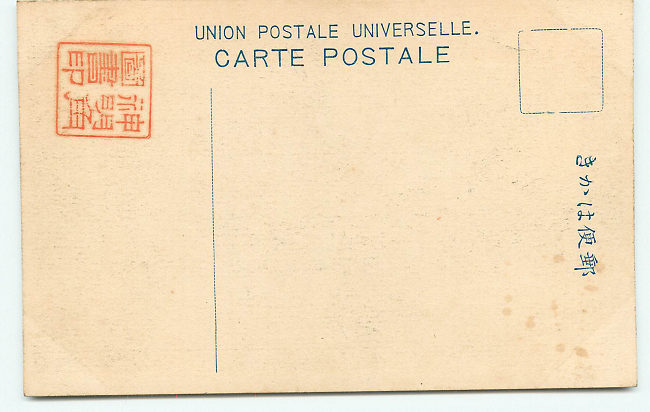 UNION POSTALE UNIVERSELLE.
CARTE POSTALE
きかは便郵